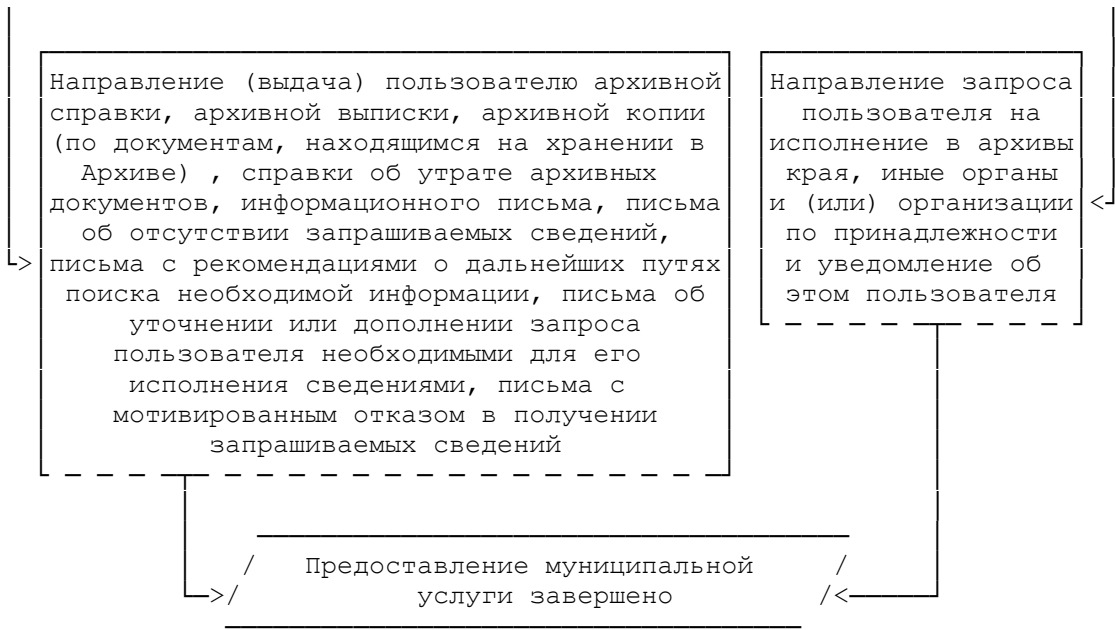 Направление (выдача) пользователю архивной
справки, архивной выписки, архивной копии
(по документам, находящимся на хранении в
Архиве) , справки об утрате архивных
документов, информационного письма, письма
об отсутствии запрашиваемых сведений,
письма с рекомендациями о дальнейших путях
поиска необходимой информации, письма об
уточнении или дополнении запроса
пользователя необходимыми для его
исполнения сведениями, письма с
мотивированным отказом в получении
запрашиваемых сведений
Направление запроса
пользователя на
исполнение в архивы
края, иные органы
и (или) организации
по принадлежности
и уведомление об
этом пользователя
Предоставление муниципальной
услуги завершено